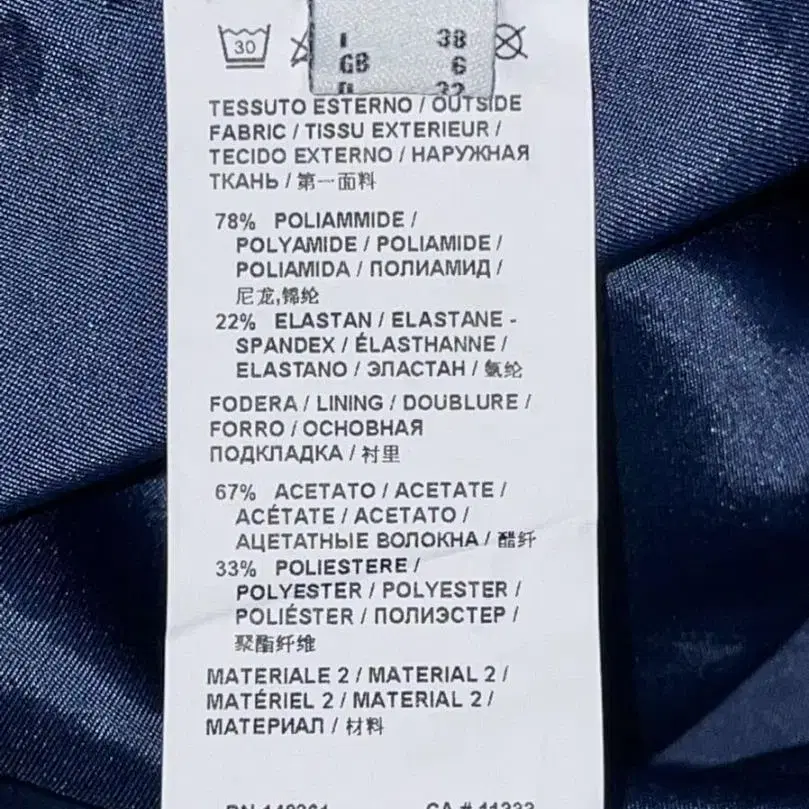 30
I 38
GB 6
D 32
TESSUTO ESTERNO / OUTSIDE
FABRIC / TISSU EXTERIEUR /
TECIDO EXTERNO / НАРУЖНАЯ
ТКАНЬ / 第一面料
78% POLIAMMIDE /
POLYAMIDE / POLIAMIDE /
POLIAMIDA / ПОЛИАМИД /
尼龙,锦纶
22% ELASTAN / ELASTANE -
SPANDEX / ÉLASTHANNE /
ELASTANO / ЭЛАСТАН / 氨纶
FODERA / LINING / DOUBLURE /
FORRO / ОСНОВНАЯ
ПОДКЛАДКА / 衬里
67% ACETATO / ACETATE /
ACÉTATE / ACETATO /
АЦЕТАТНЫЕ ВОЛОКНА / 醋纤
33% POLIESTERE /
POLYESTER / POLYESTER /
POLIÉSTER / ПОЛИЭСТЕР /
聚酯纤维
MATERIALE 2 / MATERIAL 2 /
MATÉRIEL 2 / MATERIAL 2 /
МАТЕРИАЛ / 材料